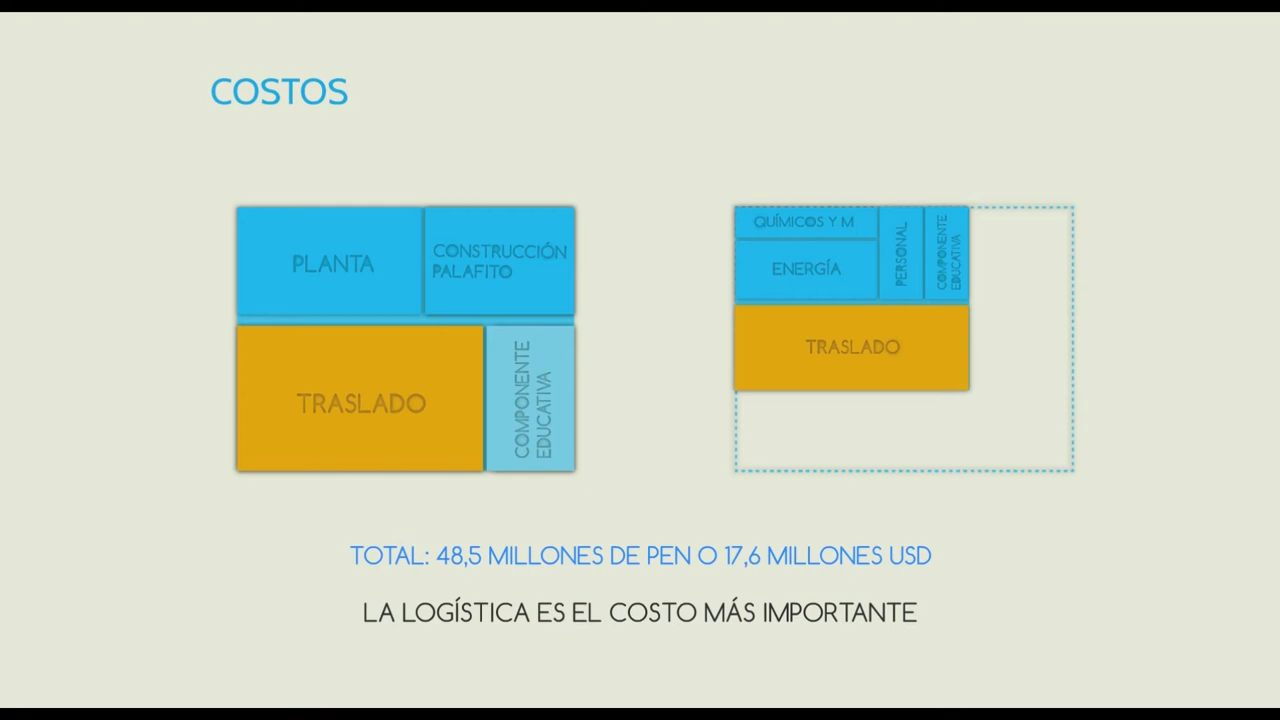 COSTOS
PLANTA
CONSTRUCCIÓN
PALAFITO
TRASLADO
COMPONENTE
EDUCATIVA
QUÍMICOS Y M
ENERGÍA
PERSONAL
COMPONENTE
EDUCATIVA
TRASLADO
TOTAL: 48,5 MILLONES DE PEN O 17,6 MILLONES USD
LA LOGÍSTICA ES EL COSTO MÁS IMPORTANTE